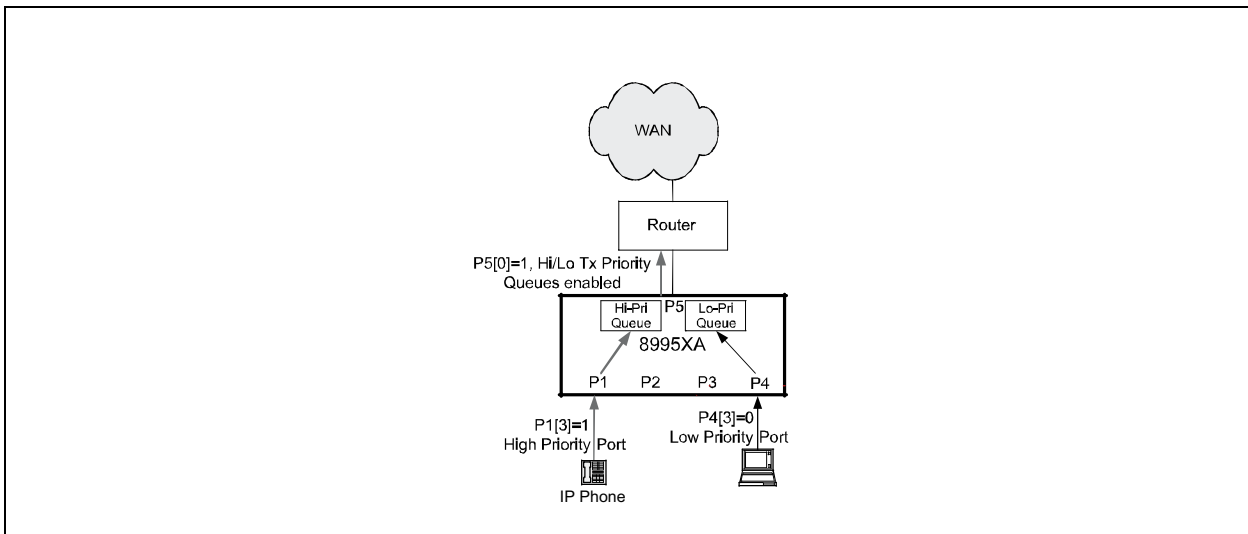 WAN
Router
P5[0]=1, Hi/Lo Tx Priority
Queues enabled
Hi-Pri
Queue
P5
Lo-Pri
Queue
8995XA
P1 P2 P3 P4
P1[3]=1
High Priority Port
P4[3]=0
Low Priority Port
IP Phone